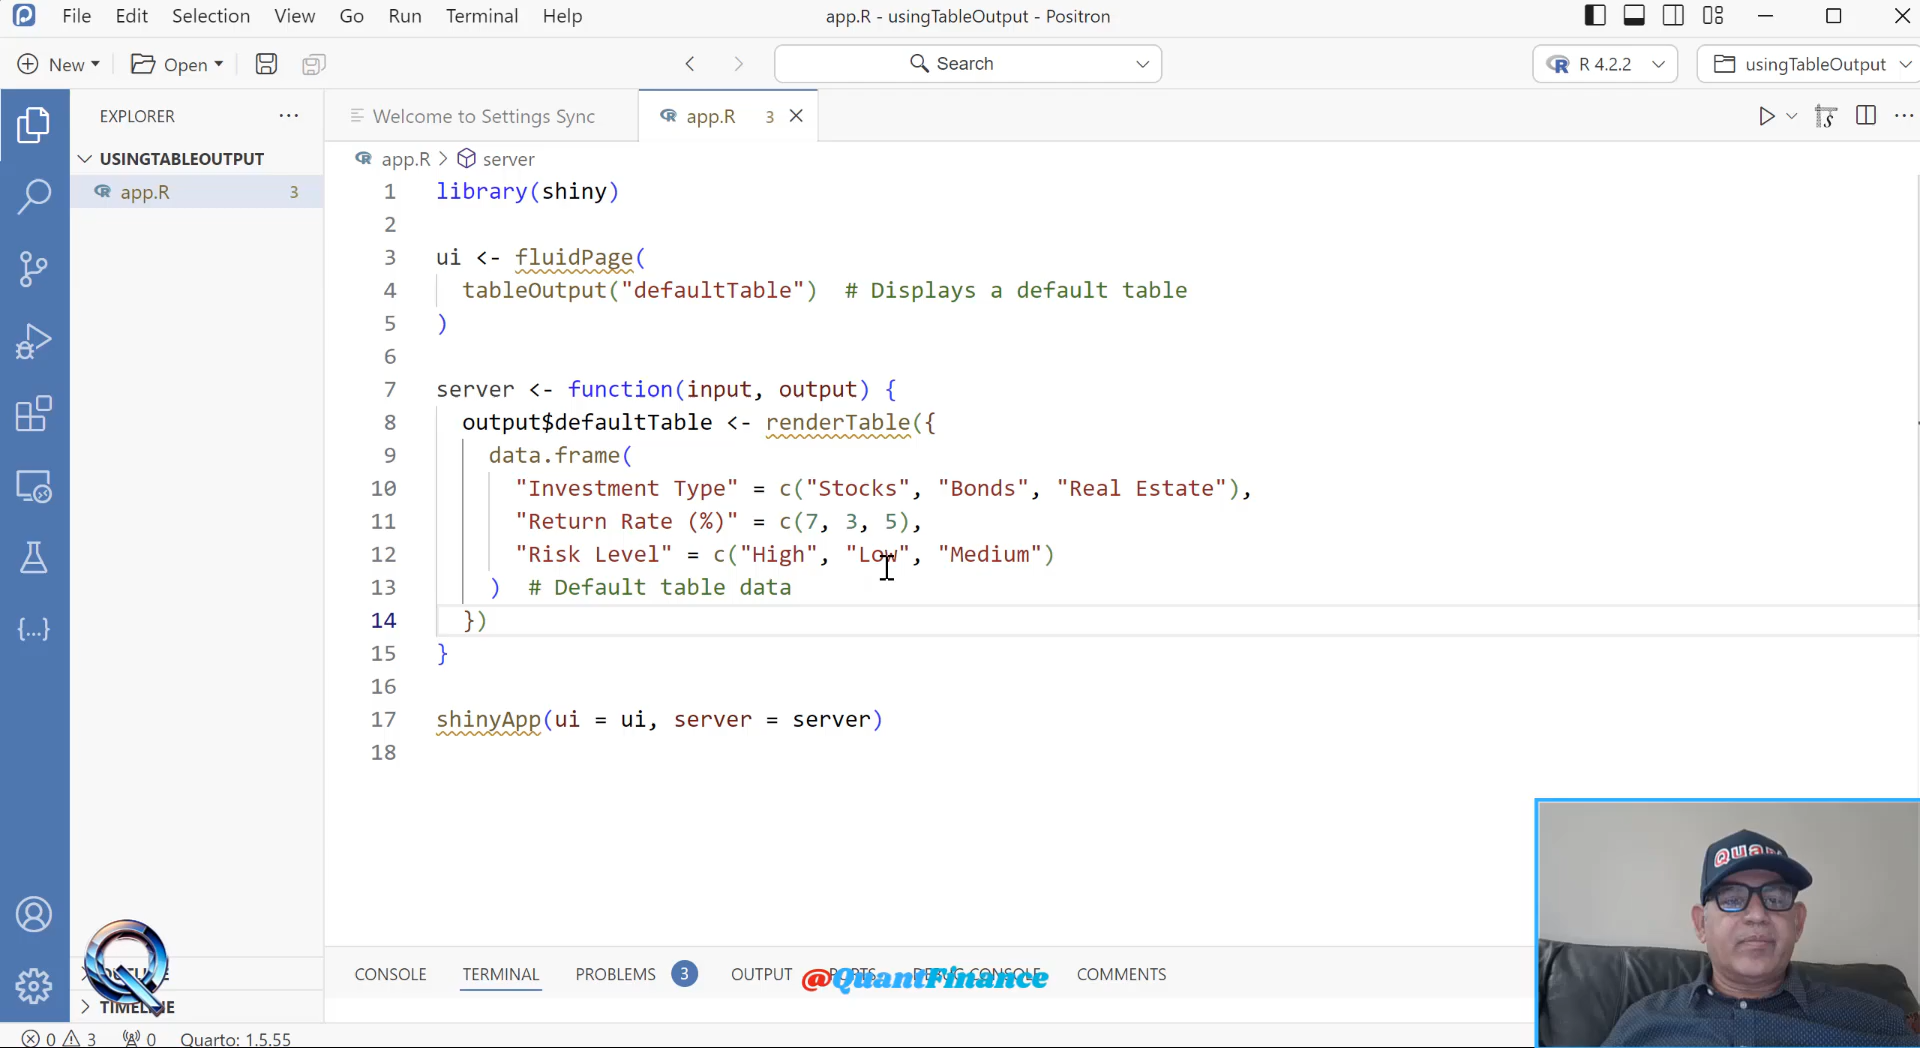 File Edit Selection View Go Run Terminal Help
app.R - usingTableOutput - Positron
New Open
Search
R 4.2.2
usingTableOutput
EXPLORER
USINGTABLEOUTPUT
app.R 3
Welcome to Settings Sync
app.R 3
app.R > server
1 library(shiny)
2
3 ui <- fluidPage(
4 tableOutput("defaultTable") # Displays a default table
5 )
6
7 server <- function(input, output) {
8 output$defaultTable <- renderTable({
9 data.frame(
10 "Investment Type" = c("Stocks", "Bonds", "Real Estate"),
11 "Return Rate (%)" = c(7, 3, 5),
12 "Risk Level" = c("High", "Low", "Medium")
13 ) # Default table data
14 })
15 }
16
17 shinyApp(ui = ui, server = server)
18
CONSOLE TERMINAL PROBLEMS 3 OUTPUT PORTS DEBUG CONSOLE COMMENTS
@QuantFinance
OUTLINE
TIMELINE
0 3 0 Quarto: 1.5.55